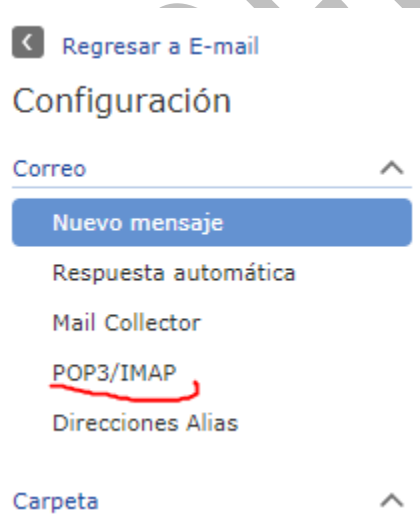 Regresar a E-mail
Configuración
Correo
Nuevo mensaje
Respuesta automática
Mail Collector
POP3/IMAP
Direcciones Alias
Carpeta